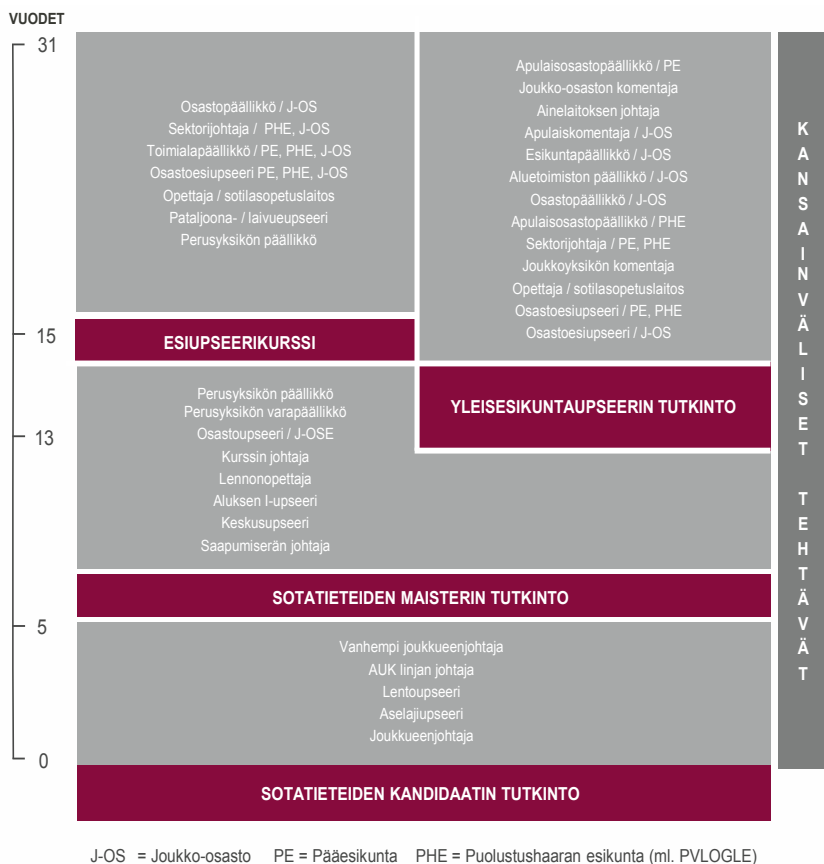 VUODET
31
15
13
5
0
Osastopäällikkö / J-OS
Sektorijohtaja / PHE, J-OS
Toimialapäällikkö / PE, PHE, J-OS
Osastoesiupseeri PE, PHE, J-OS
Opettaja / sotilasopetuslaitos
Pataljoona- / laivueupseeri
Perusyksikön päällikkö
Apulaisosastopäällikkö / PE
Joukko-osaston komentaja
Ainelaitoksen johtaja
Apulaiskomentaja / J-OS
Esikuntapäällikkö / J-OS
Aluetoimiston päällikkö / J-OS
Osastopäällikkö / J-OS
Apulaisosastopäällikkö / PHE
Sektorijohtaja / PE, PHE
Joukkoyksikön komentaja
Opettaja / sotilasopetuslaitos
Osastoesiupseeri / PE, PHE
Osastoesiupseeri / J-OS
ESIUPSEERIKURSSI
YLEISESIKUNTAUPSEERIN TUTKINTO
Perusyksikön päällikkö
Perusyksikön varapäällikkö
Osastoupseeri / J-OSE
Kurssin johtaja
Lennonopettaja
Aluksen I-upseeri
Keskusupseeri
Saapumiserän johtaja
SOTATIETEIDEN MAISTERIN TUTKINTO
Vanhempi joukkueenjohtaja
AUK linjan johtaja
Lentoupseeri
Aselajiupseeri
Joukkueenjohtaja
SOTATIETEIDEN KANDIDAATIN TUTKINTO
KANSAINVÄLISET TEHTÄVÄT
J-OS = Joukko-osasto PE = Pääesikunta PHE = Puolustushaaran esikunta (ml. PVLOGLE)